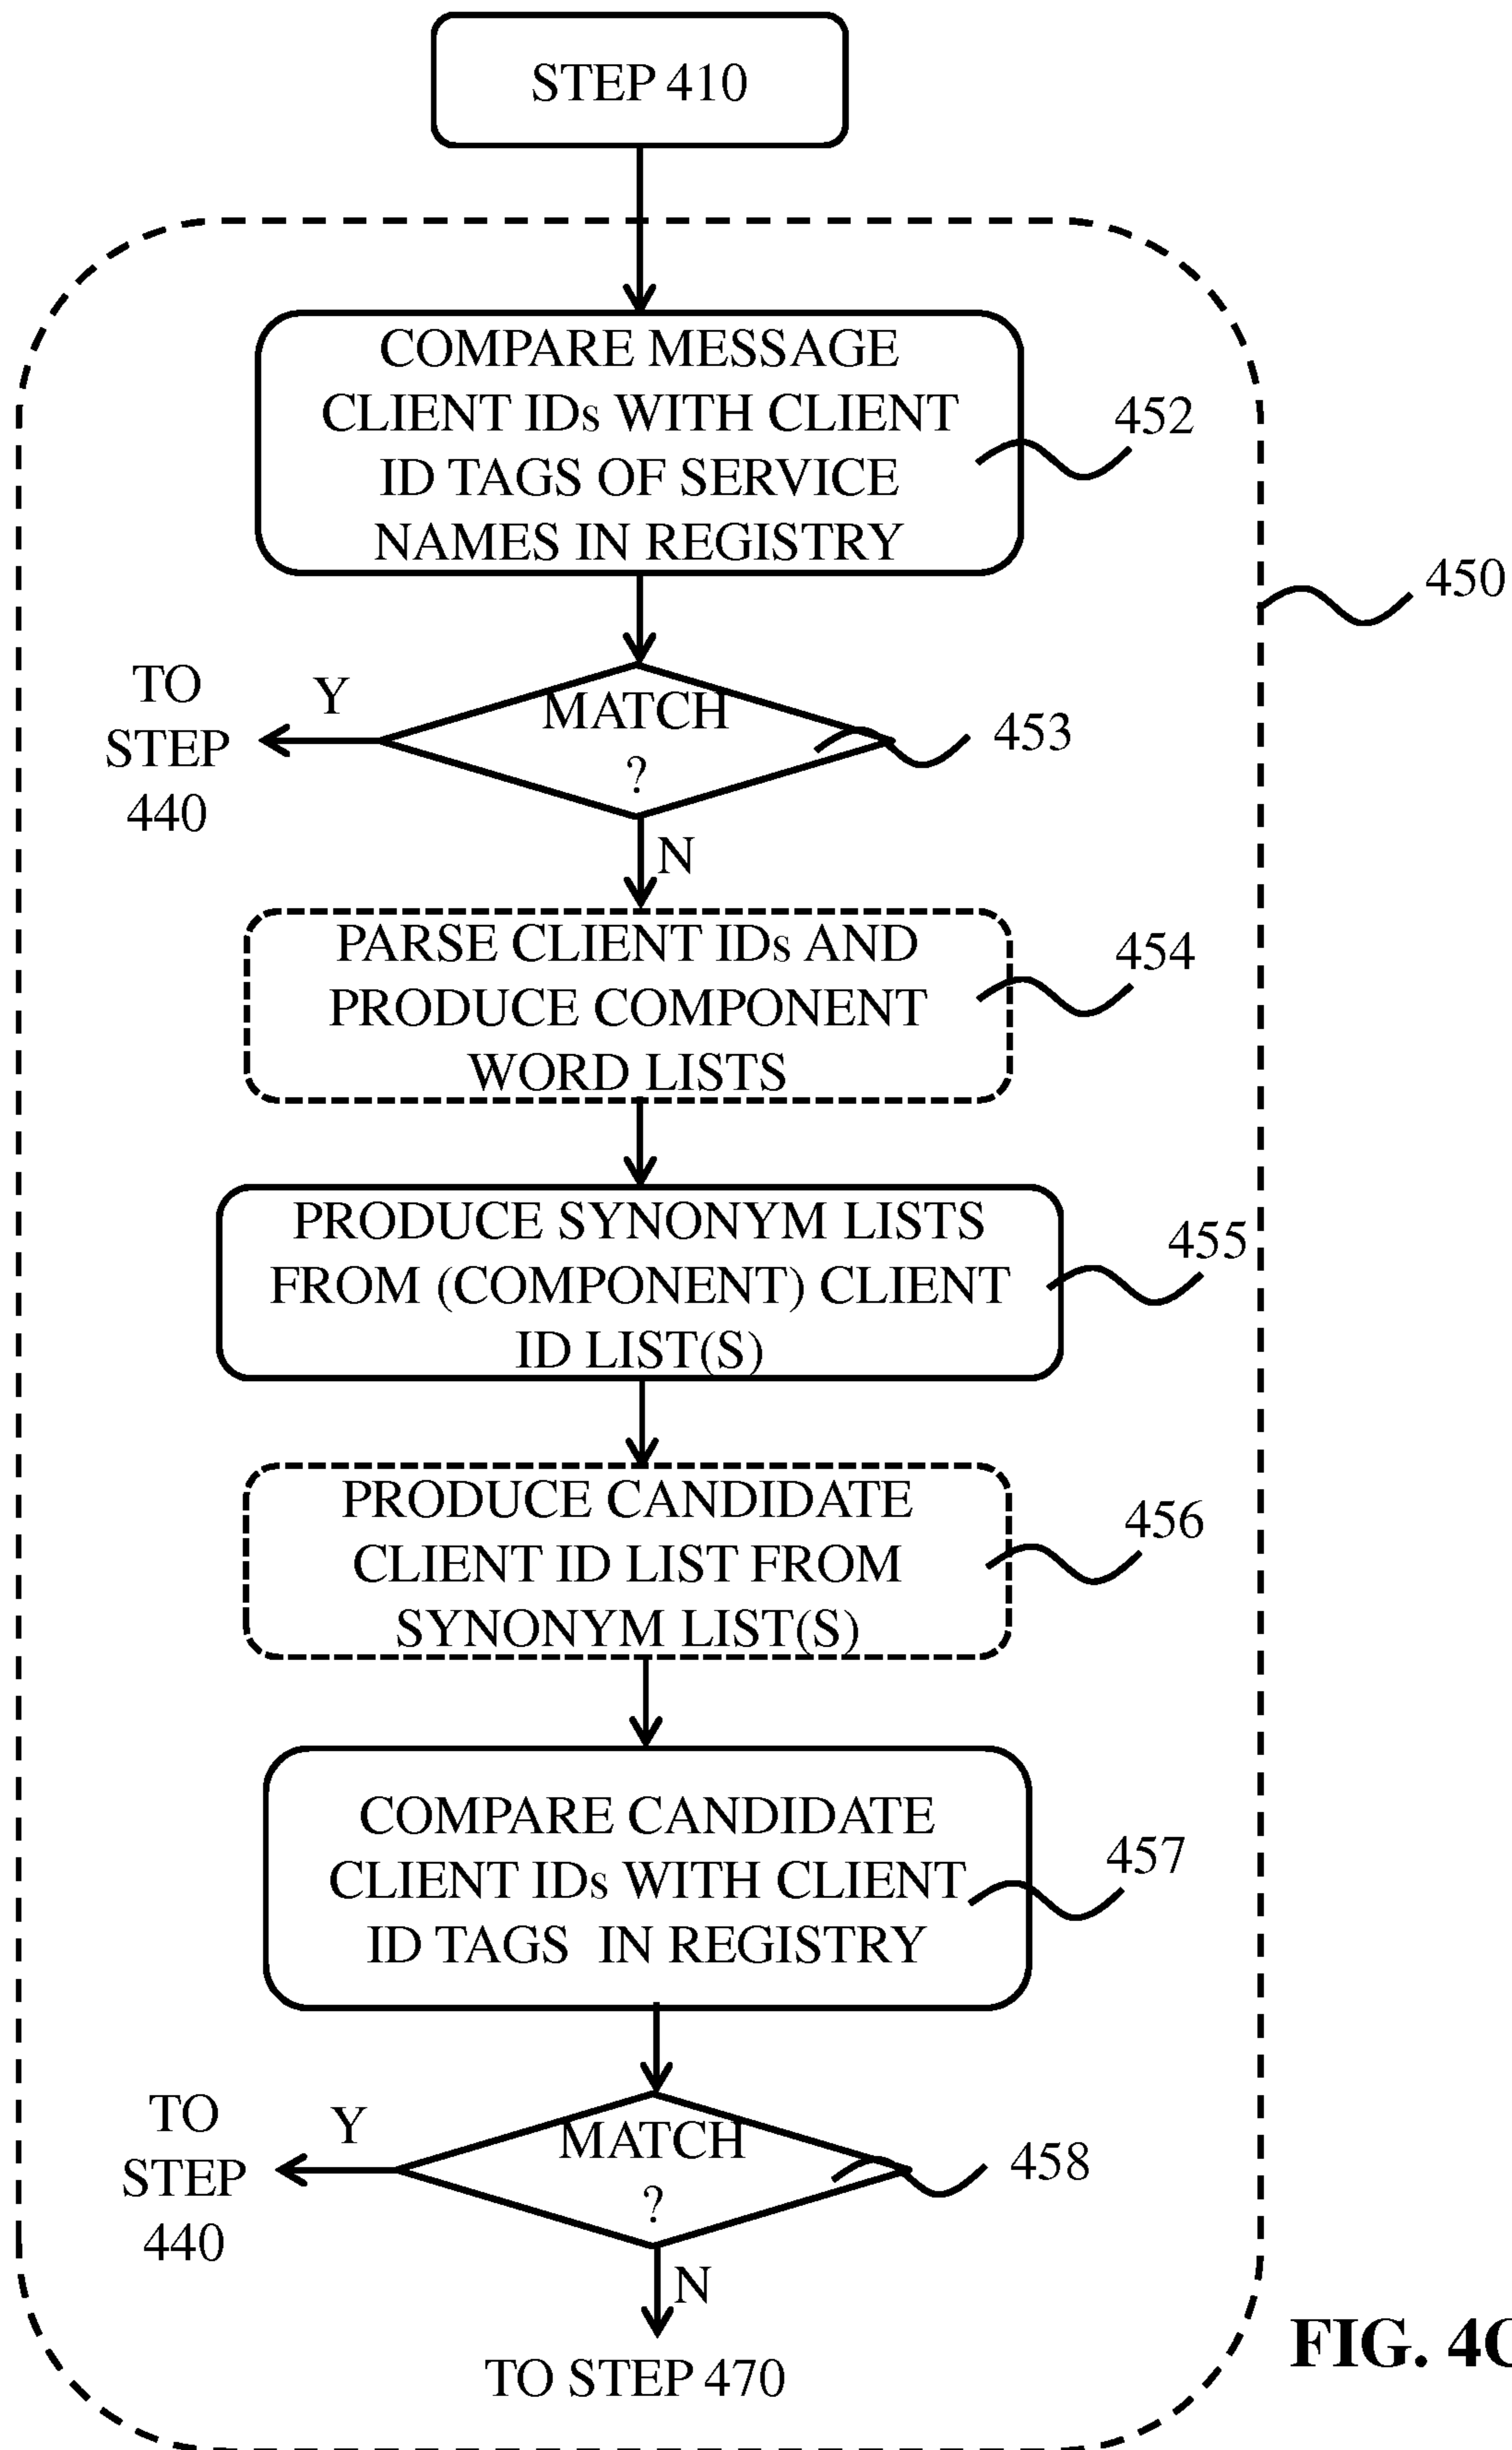 STEP 410
COMPARE MESSAGE
CLIENT IDs WITH CLIENT
ID TAGS OF SERVICE
NAMES IN REGISTRY
452
450
TO
STEP
440
Y
MATCH
?
453
N
PARSE CLIENT IDs AND
PRODUCE COMPONENT
WORD LISTS
454
PRODUCE SYNONYM LISTS
FROM (COMPONENT) CLIENT
ID LIST(S)
455
PRODUCE CANDIDATE
CLIENT ID LIST FROM
SYNONYM LIST(S)
456
COMPARE CANDIDATE
CLIENT IDs WITH CLIENT
ID TAGS IN REGISTRY
457
TO
STEP
440
Y
MATCH
?
458
N
TO STEP 470
FIG. 4C